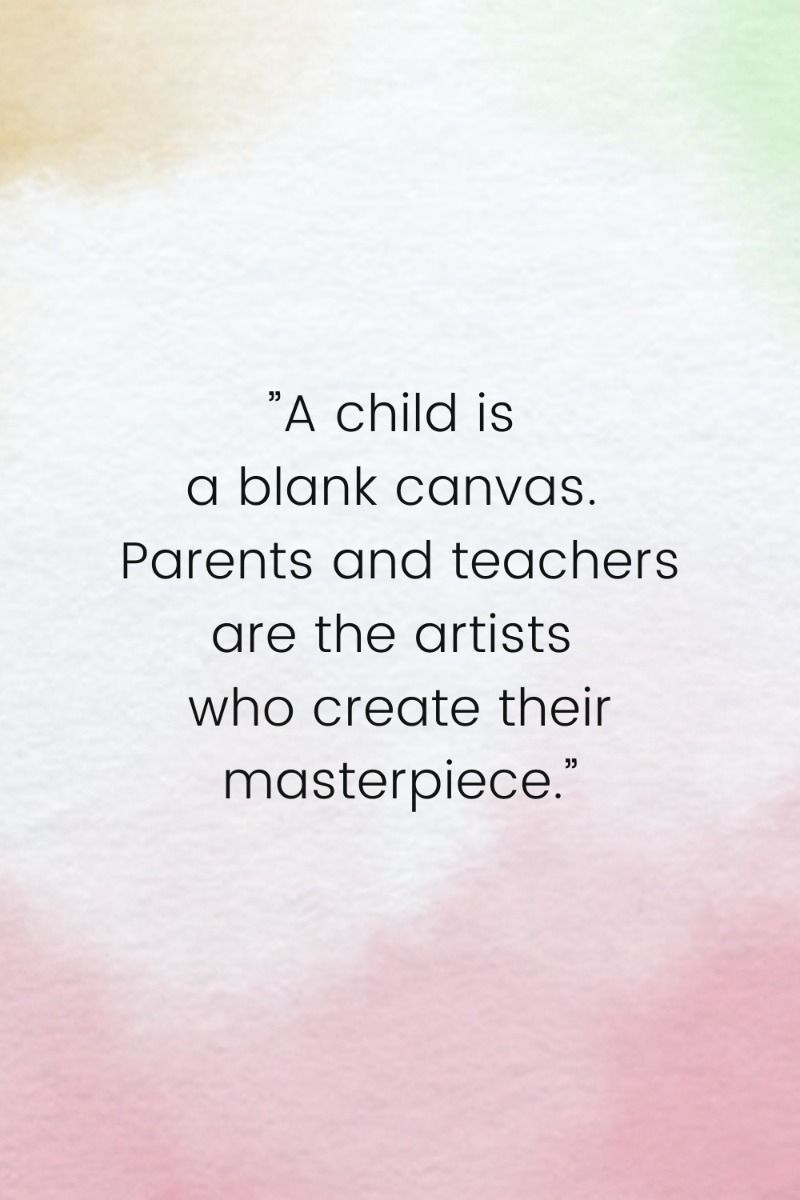 ”A child is
a blank canvas.
Parents and teachers
are the artists
who create their
masterpiece.”